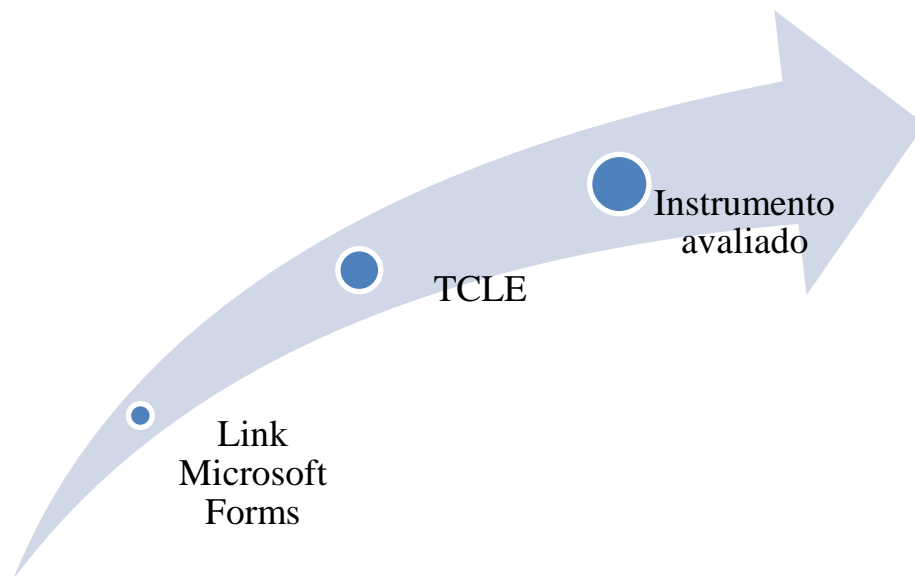 Link
Microsoft
Forms
TCLE
Instrumento
avaliado